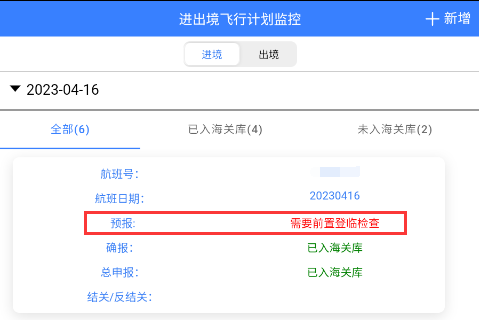 进出境飞行计划监控
＋新增
进境 出境
▼ 2023-04-16
全部(6) 已入海关库(4) 未入海关库(2)
航班号:
航班日期: 20230416
预报: 需要前置登临检查
确报: 已入海关库
总申报: 已入海关库
结关/反结关: